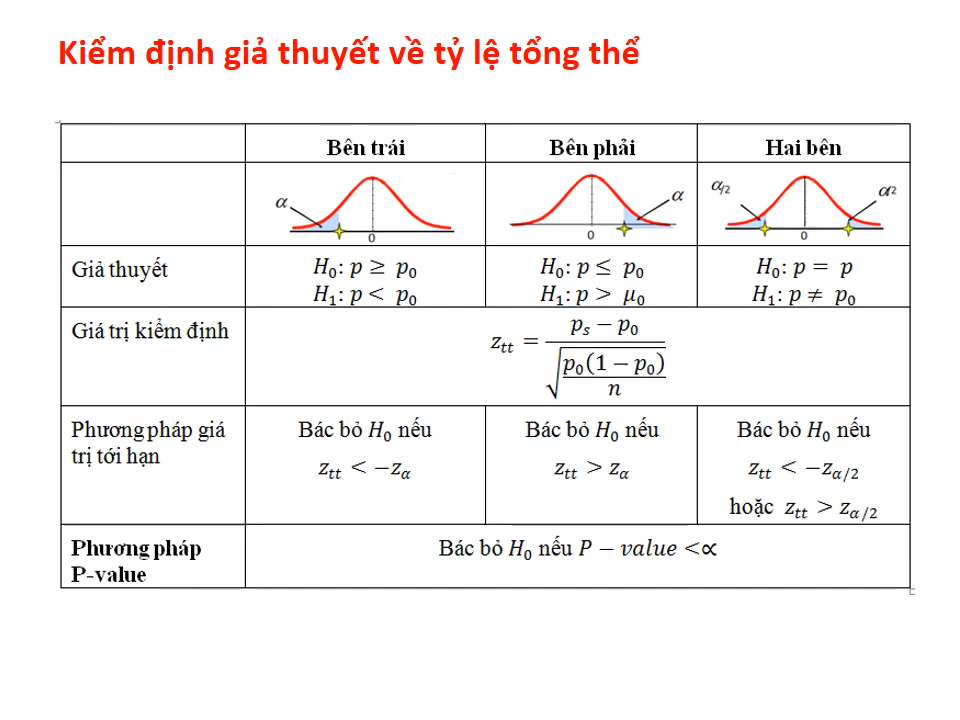 Kiểm định giả thuyết về tỷ lệ tổng thể
Bên trái Bên phải Hai bên
α α α/2 α/2
0 0 0
Giả thuyết H₀: p ≥ p₀ H₀: p ≤ p₀ H₀: p = p
H₁: p < p₀ H₁: p > μ₀ H₁: p ≠ p₀
Giá trị kiểm định z_tt = (p_s − p₀) / √(p₀(1 − p₀)/n)
Phương pháp giá Bác bỏ H₀ nếu Bác bỏ H₀ nếu Bác bỏ H₀ nếu
trị tới hạn z_tt < −z_α z_tt > z_α z_tt < −z_α/2
hoặc z_tt > z_α/2
Phương pháp Bác bỏ H₀ nếu P − value <∝
P-value